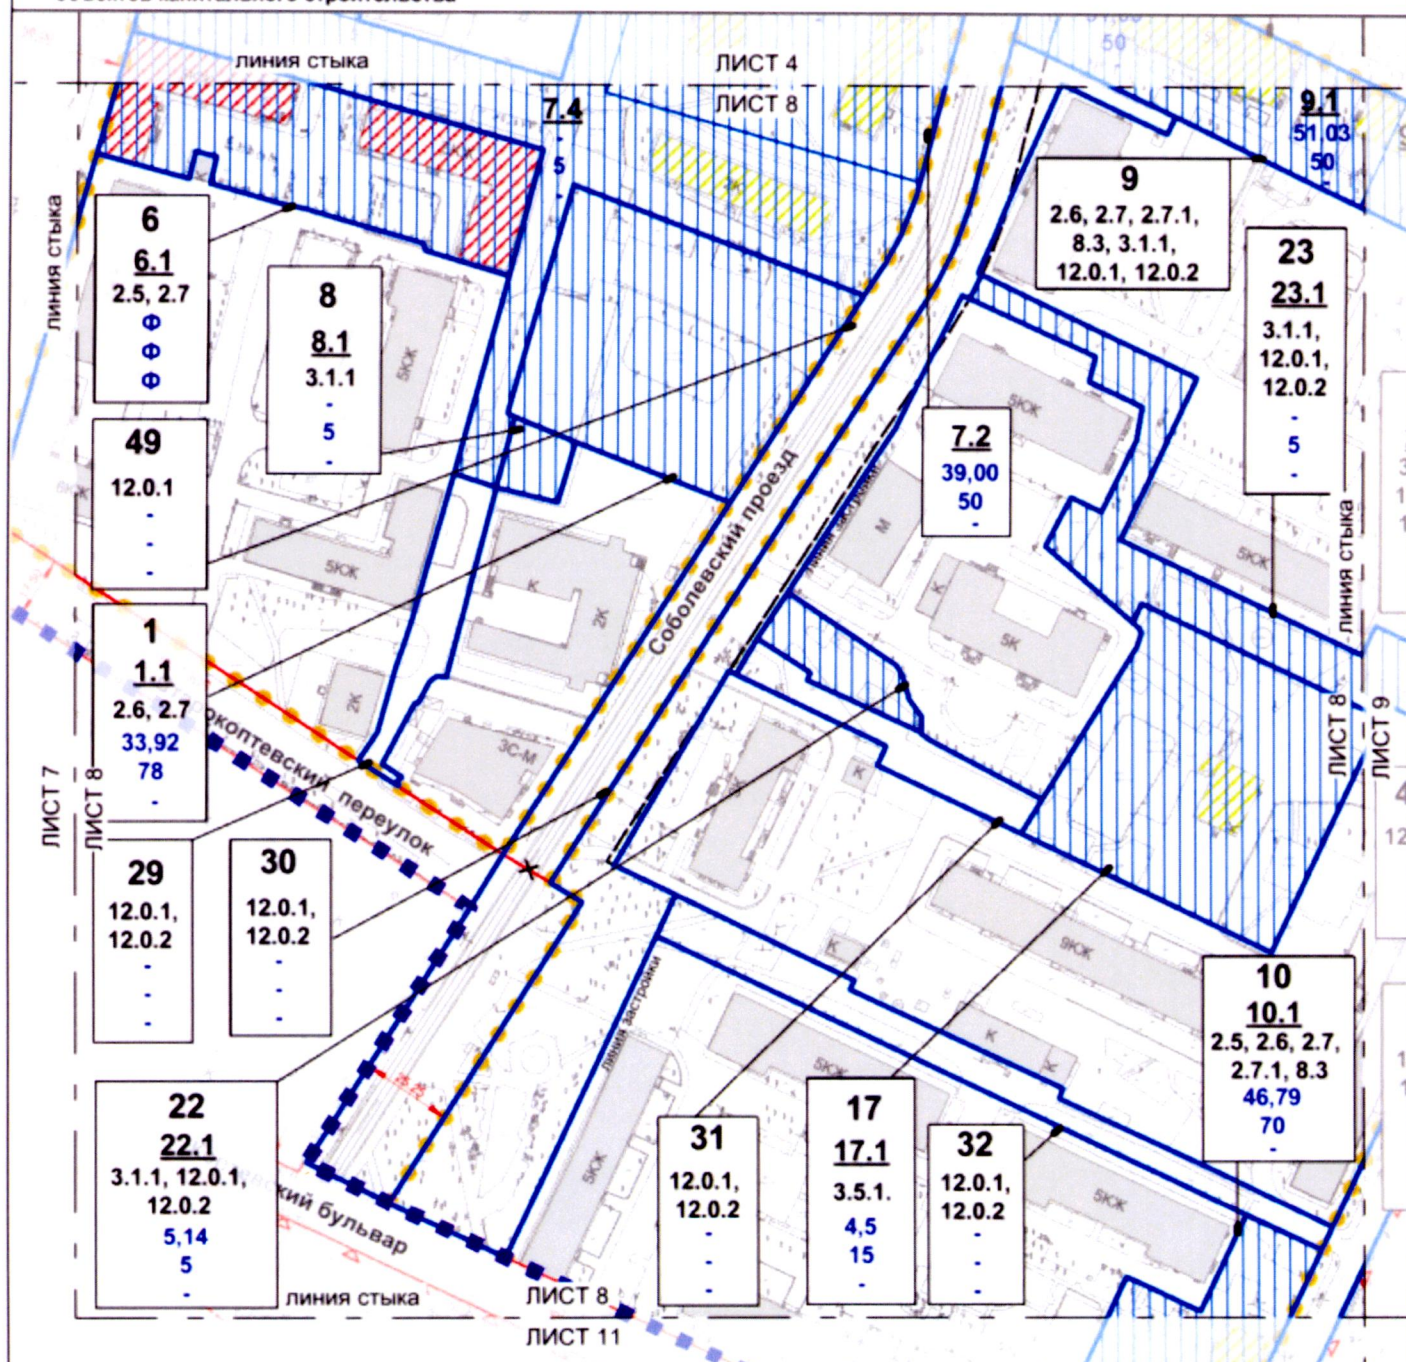 линия стыка
ЛИСТ 4
ЛИСТ 8
50
7.4
-
5
-
9.1
51,03
50
-
9
2.6, 2.7, 2.7.1,
8.3, 3.1.1,
12.0.1, 12.0.2
6
6.1
2.5, 2.7
Ф
Ф
Ф
8
8.1
3.1.1
-
5
-
23
23.1
3.1.1,
12.0.1,
12.0.2
-
5
-
линия стыка
5КЖ
49
12.0.1
-
-
-
7.2
39,00
50
-
5КЖ
М
К
5К
5КЖ
линия стыка
Соболевский проезд
линия застройки
5КЖ
К
2К
2К
3С-М
1
1.1
2.6, 2.7
33,92
78
-
окоптевский переулок
ЛИСТ 7
ЛИСТ 8
ЛИСТ 8
ЛИСТ 9
К
29
12.0.1,
12.0.2
-
-
-
30
12.0.1,
12.0.2
-
-
-
К
9КЖ
К
К
линия застройки
5КЖ
5КЖ
5КЖ
10
10.1
2.5, 2.6, 2.7,
2.7.1, 8.3
46,79
70
-
22
22.1
3.1.1, 12.0.1,
12.0.2
5,14
5
-
кий бульвар
31
12.0.1,
12.0.2
-
-
-
17
17.1
3.5.1.
4,5
15
-
32
12.0.1,
12.0.2
-
-
-
линия стыка
ЛИСТ 8
ЛИСТ 11